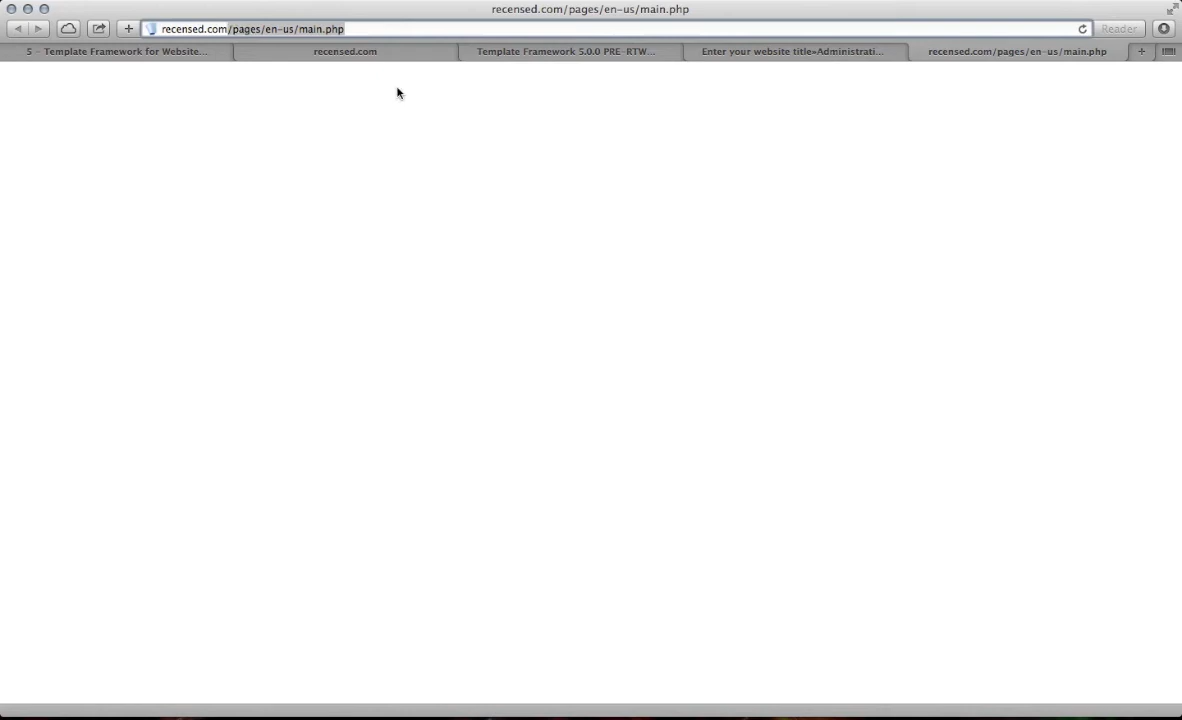 recensed.com/pages/en-us/main.php
recensed.com/pages/en-us/main.php
Reader
5 - Template Framework for Website...
recensed.com
Template Framework 5.0.0 PRE-RTW...
Enter your website title=Administrati...
recensed.com/pages/en-us/main.php